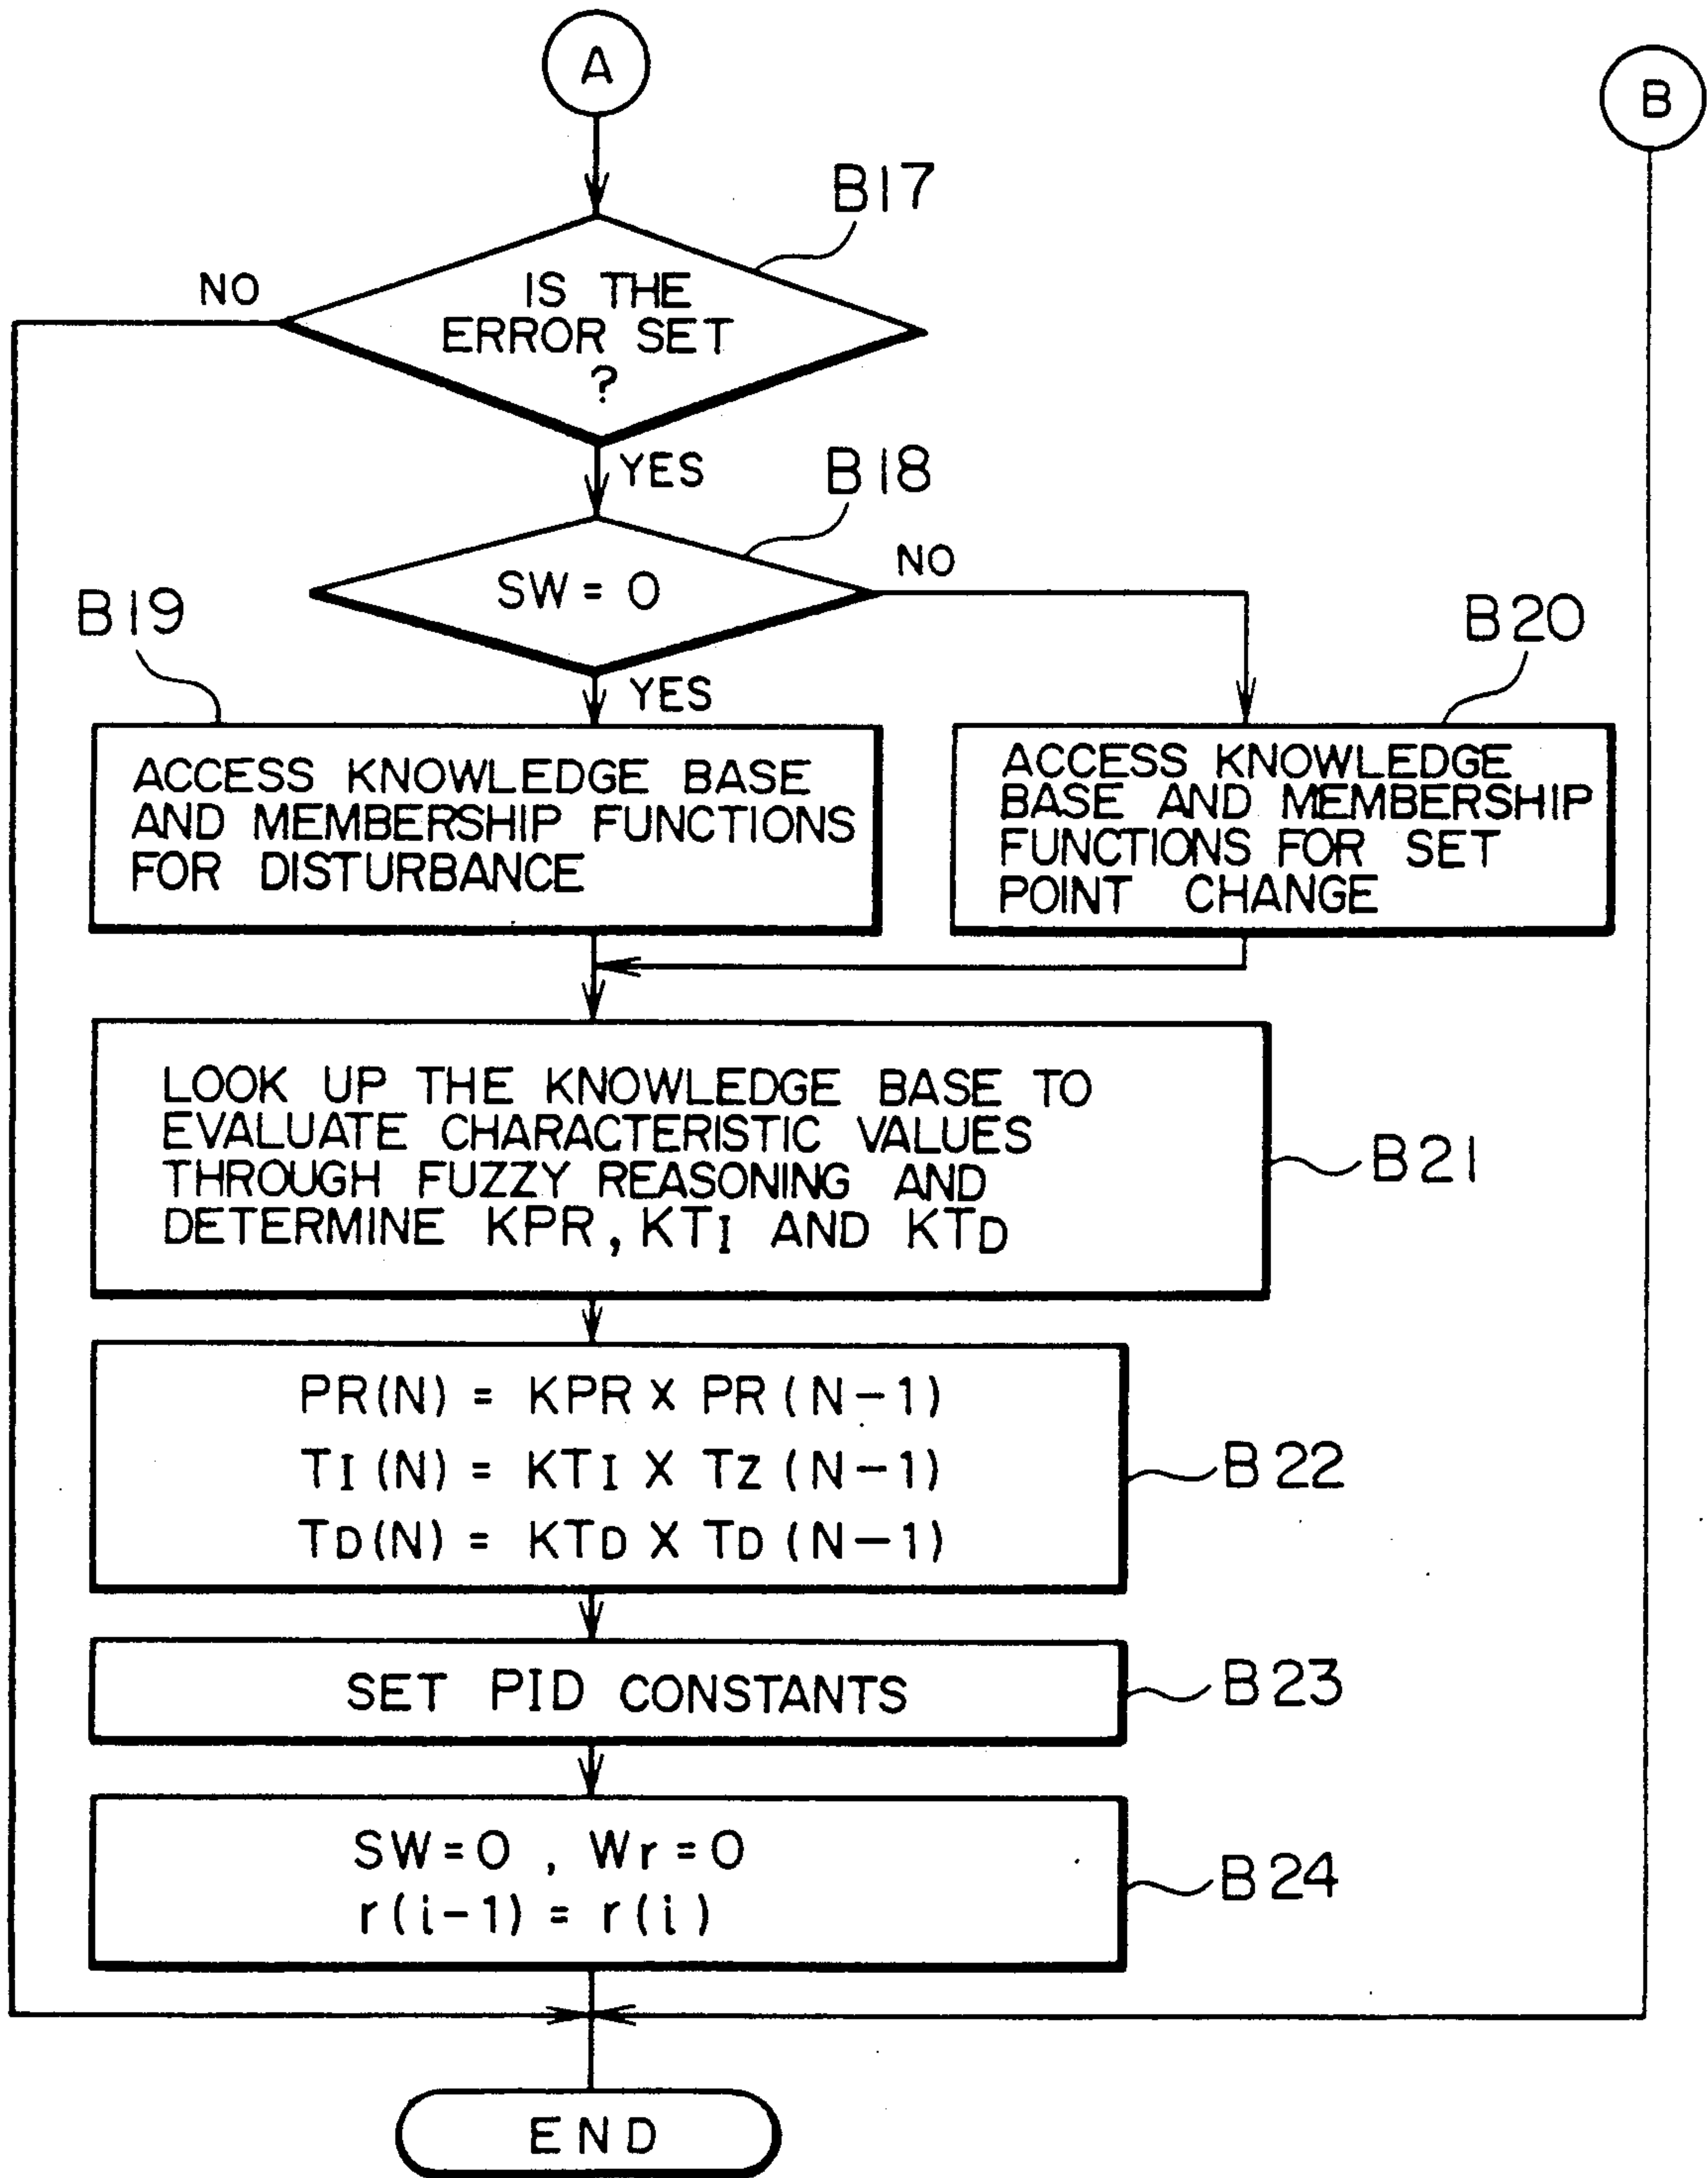 A
B
B17
NO
IS THE
ERROR SET
?
YES
B18
SW = 0
NO
B19
B20
YES
ACCESS KNOWLEDGE BASE
AND MEMBERSHIP FUNCTIONS
FOR DISTURBANCE
ACCESS KNOWLEDGE
BASE AND MEMBERSHIP
FUNCTIONS FOR SET
POINT CHANGE
LOOK UP THE KNOWLEDGE BASE TO
EVALUATE CHARACTERISTIC VALUES
THROUGH FUZZY REASONING AND
DETERMINE KPR, KTI AND KTD
B21
PR(N) = KPR X PR (N-1)
TI (N) = KTI X TZ (N-1)
TD(N) = KTD X TD (N-1)
B22
SET PID CONSTANTS
B23
SW=0 , Wr=0
r(i-1) = r(i)
B24
END